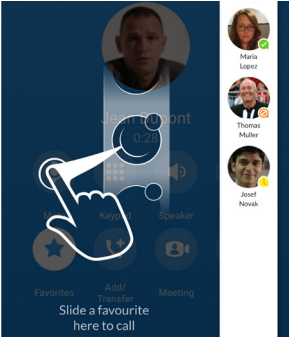 Jean Dupont
0:28
Keypad
Speaker
Favorites
Add/
Transfer
Meeting
Slide a favourite
here to call
Maria
Lopez
Thomas
Muller
Josef
Novak